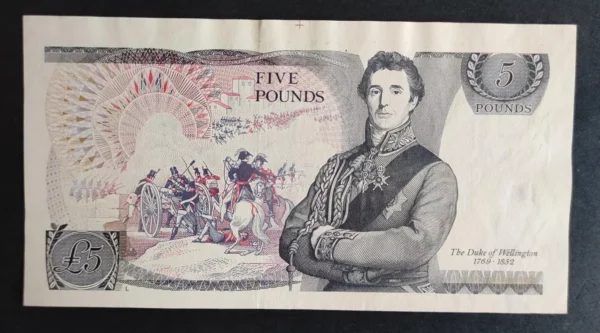 FIVE
POUNDS
5
POUNDS
The Duke of Wellington
1769-1852
£5
L